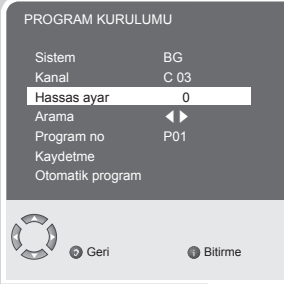 PROGRAM KURULUMU
Sistem BG
Kanal C 03
Hassas ayar 0
Arama
Program no P01
Kaydetme
Otomatik program
Geri Bitirme